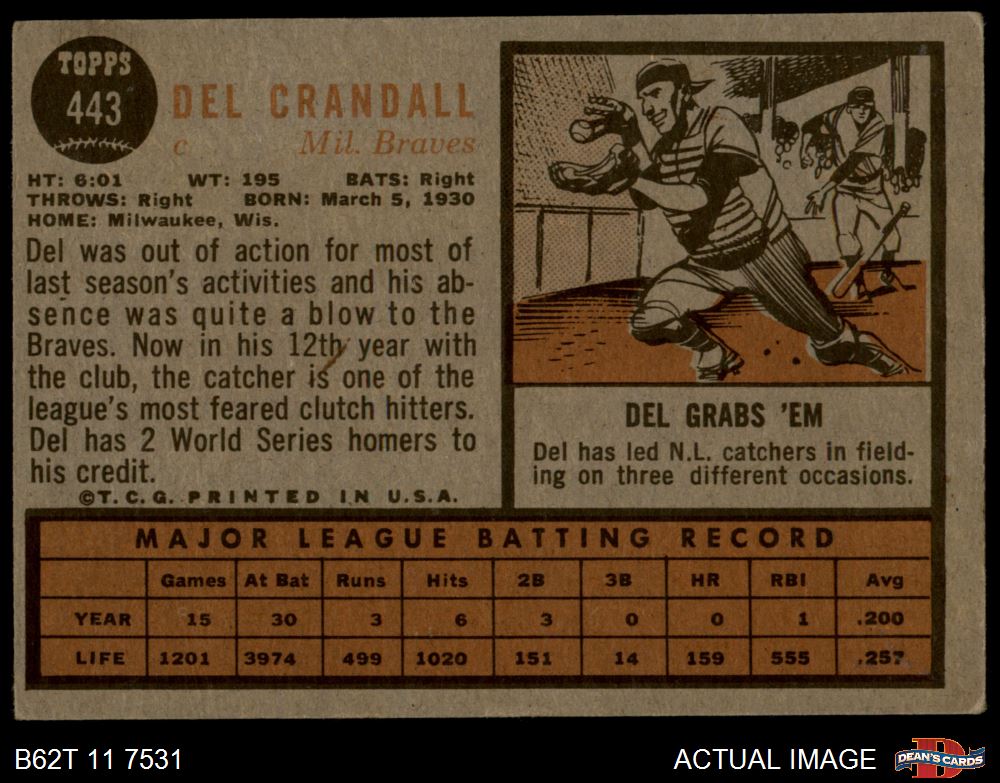 TOPPS
443
DEL CRANDALL
c Mil. Braves
HT: 6:01 WT: 195 BATS: Right
THROWS: Right BORN: March 5, 1930
HOME: Milwaukee, Wis.
Del was out of action for most of
last season's activities and his ab-
sence was quite a blow to the
Braves. Now in his 12th year with
the club, the catcher is one of the
league's most feared clutch hitters.
Del has 2 World Series homers to
his credit.
©T.C.G. PRINTED IN U.S.A.
DEL GRABS 'EM
Del has led N.L. catchers in field-
ing on three different occasions.
MAJOR LEAGUE BATTING RECORD
Games At Bat Runs Hits 2B 3B HR RBI Avg
YEAR 15 30 3 6 3 0 0 1 .200
LIFE 1201 3974 499 1020 151 14 159 555 .257
B62T 11 7531
ACTUAL IMAGE
D
DEAN'S CARDS